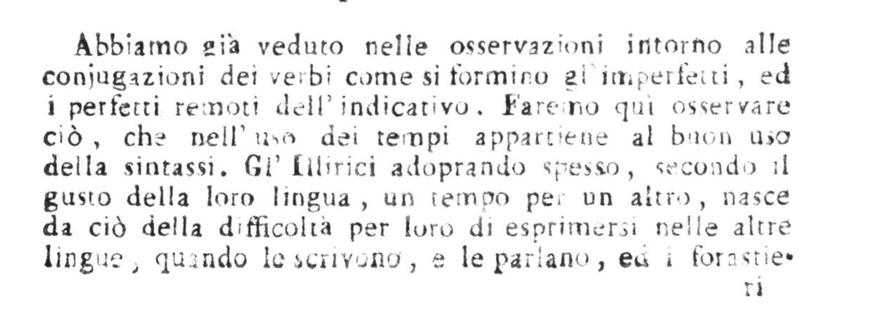 Abbiamo già veduto nelle osservazioni intorno alle
conjugazioni dei verbi come si formino gl'imperfetti, ed
i perfetti remoti dell'indicativo. Faremo quì osservare
ciò, che nell'uso dei tempi appartiene al buon uso
della sintassi. Gl'Illirici adoprando spesso, secondo il
gusto della loro lingua, un tempo per un altro, nasce
da ciò della difficoltà per loro di esprimersi nelle altre
lingue, quando le scrivono, e le parlano, ed i forastie-
ri